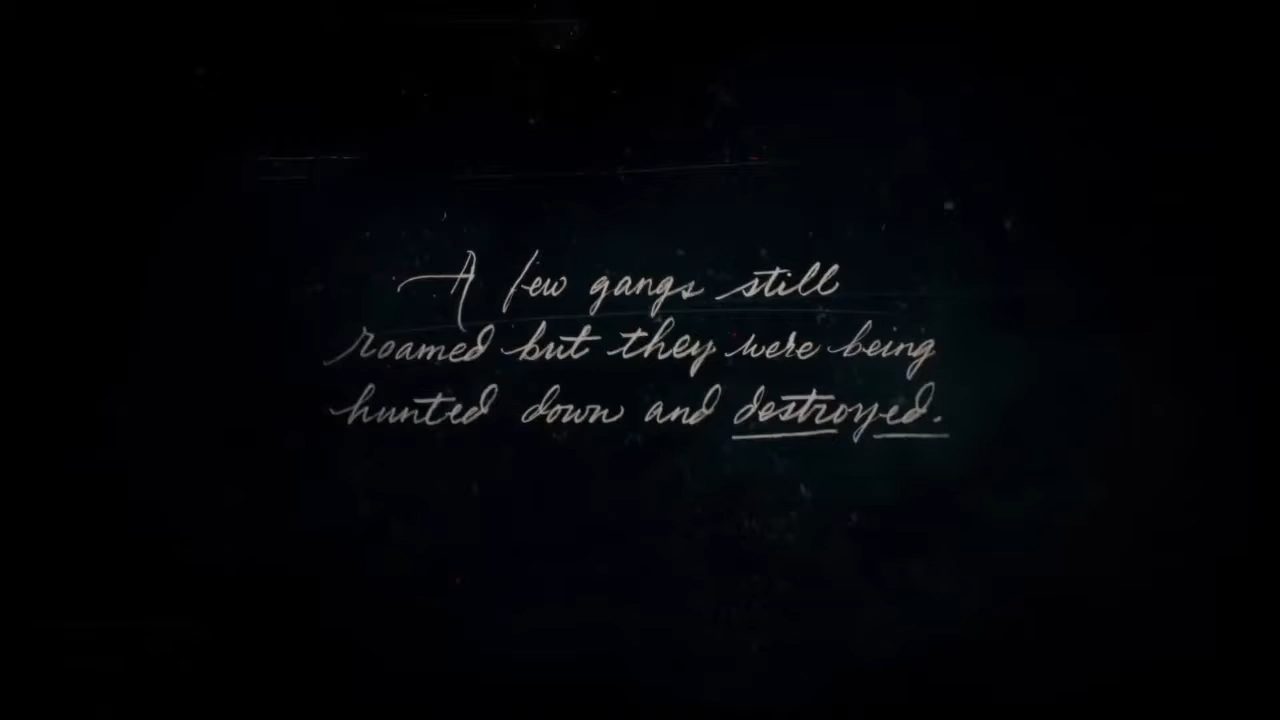 A few gangs still
roamed but they were being
hunted down and destroyed.